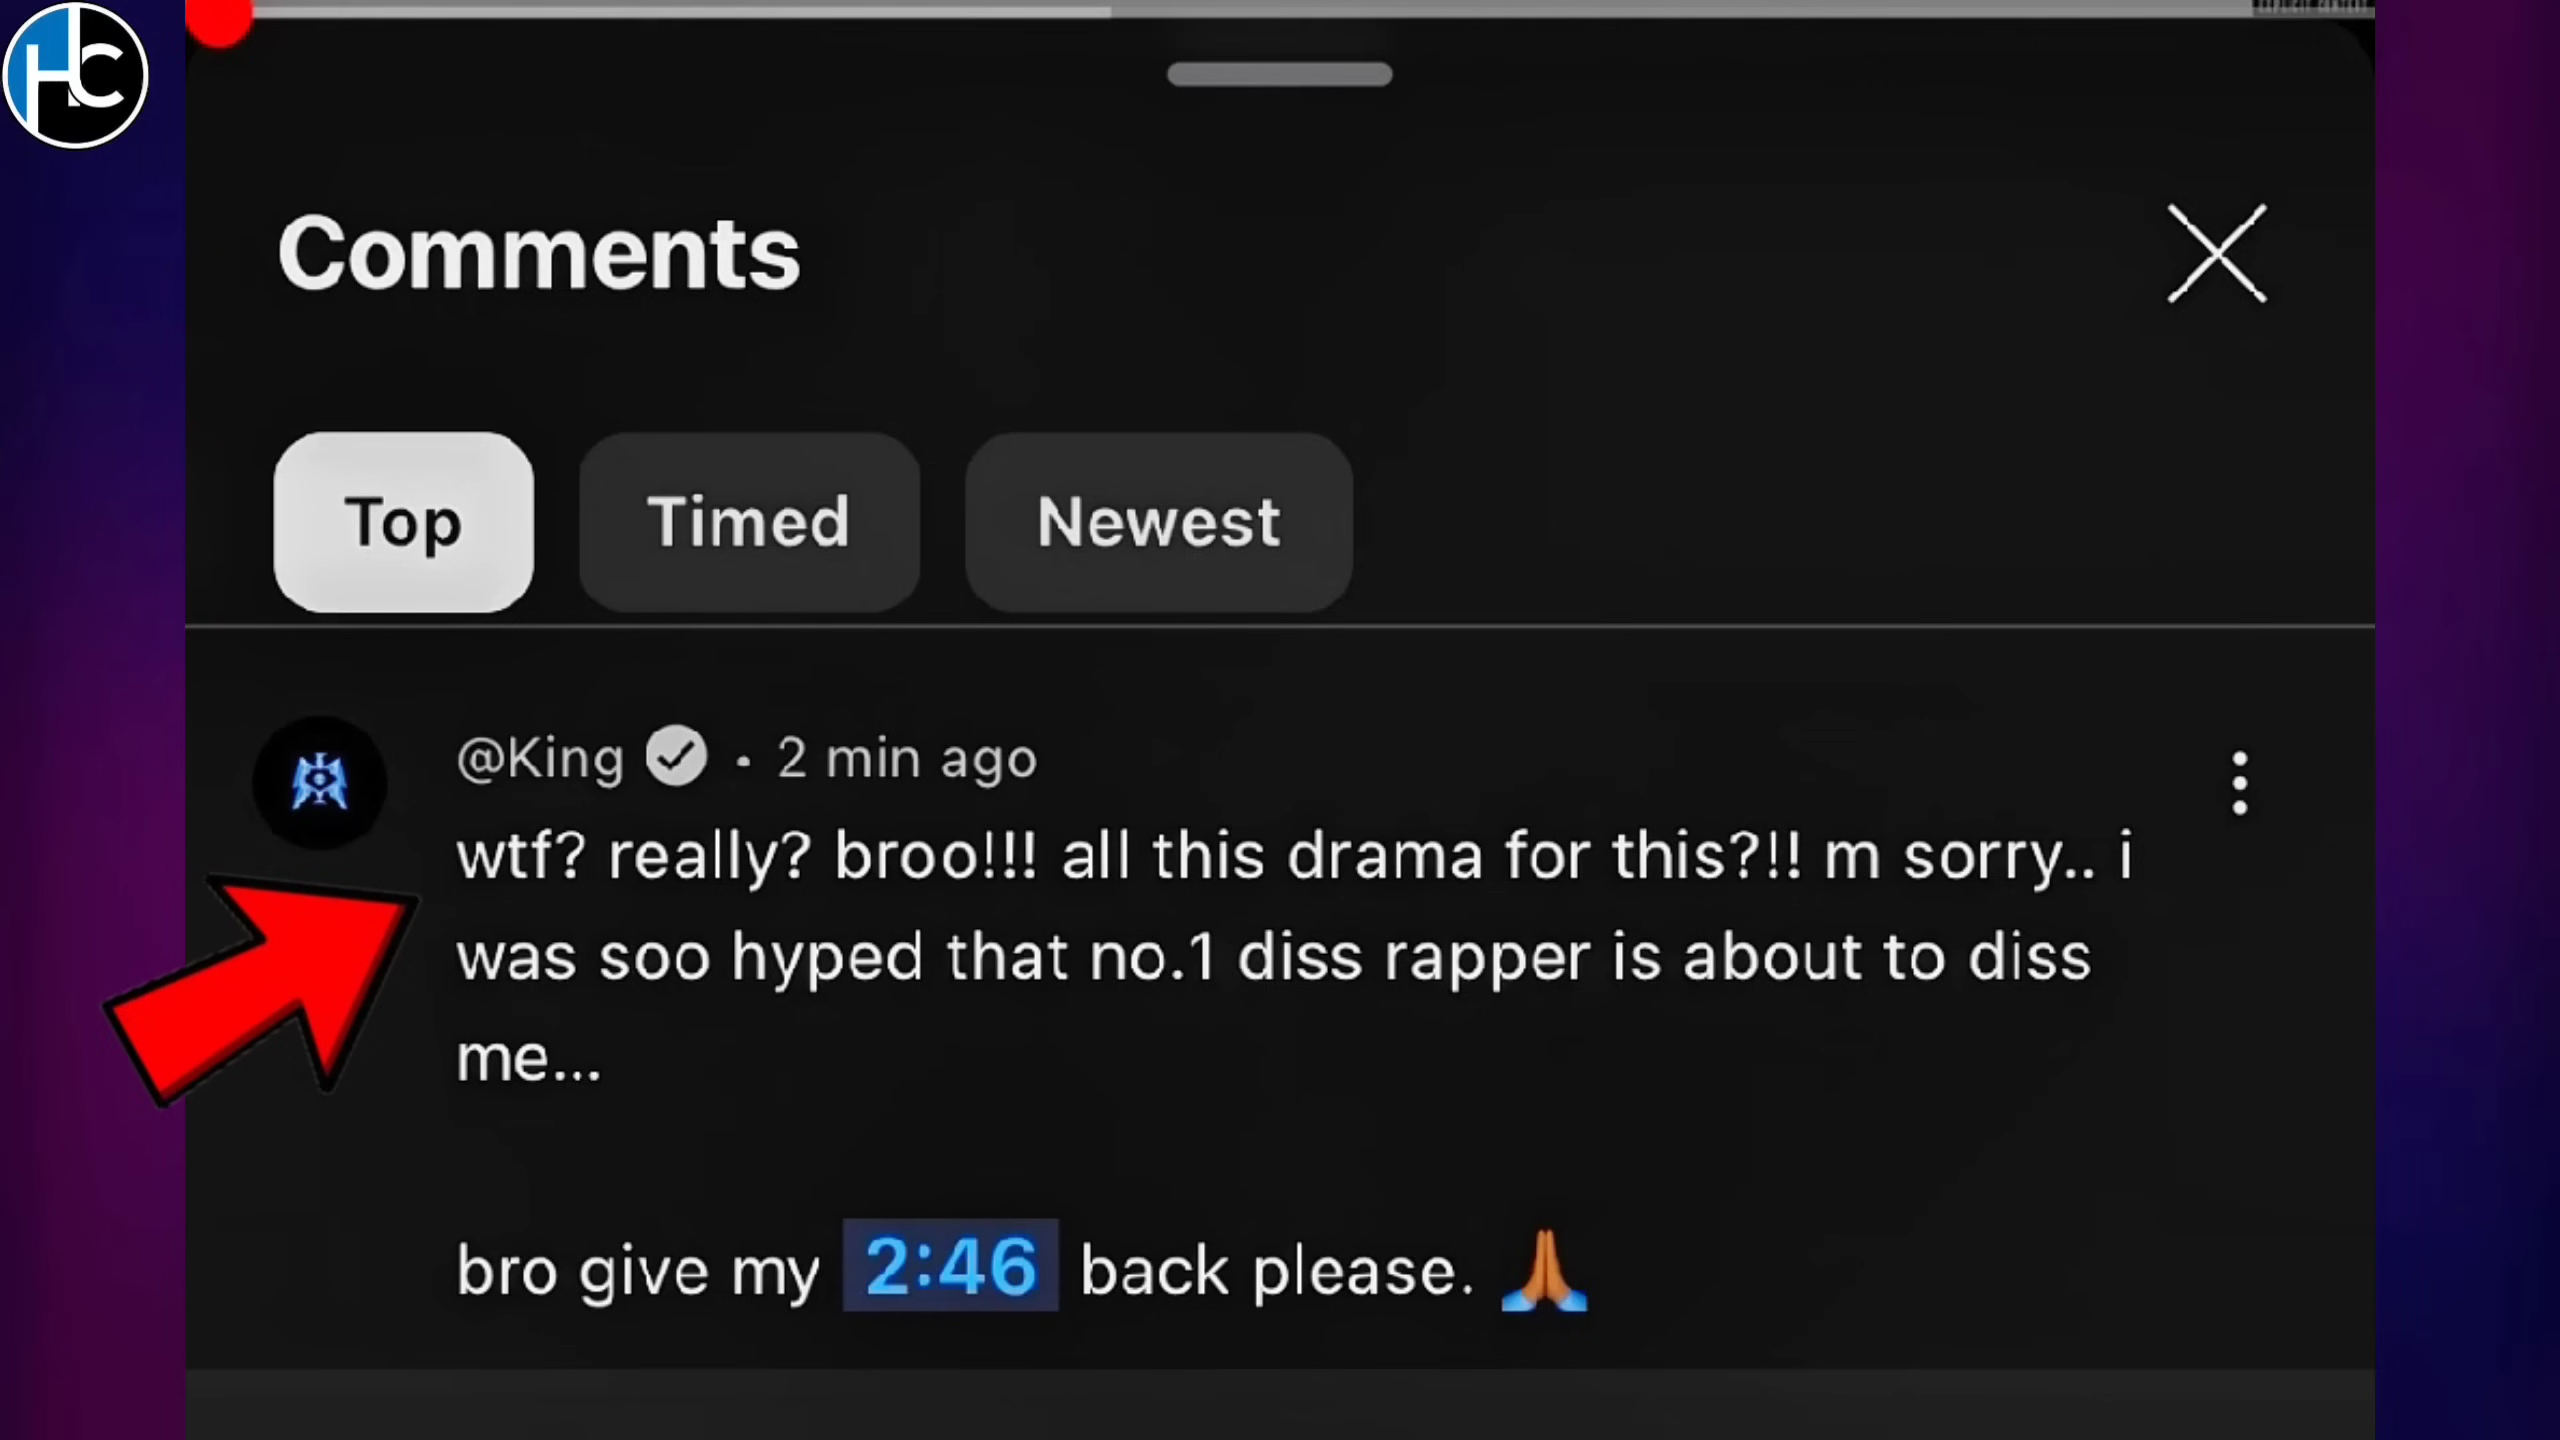 HC
Comments
Top Timed Newest
@King · 2 min ago
wtf? really? broo!!! all this drama for this?!! m sorry.. i
was soo hyped that no.1 diss rapper is about to diss
me...
bro give my 2:46 back please. 🙏